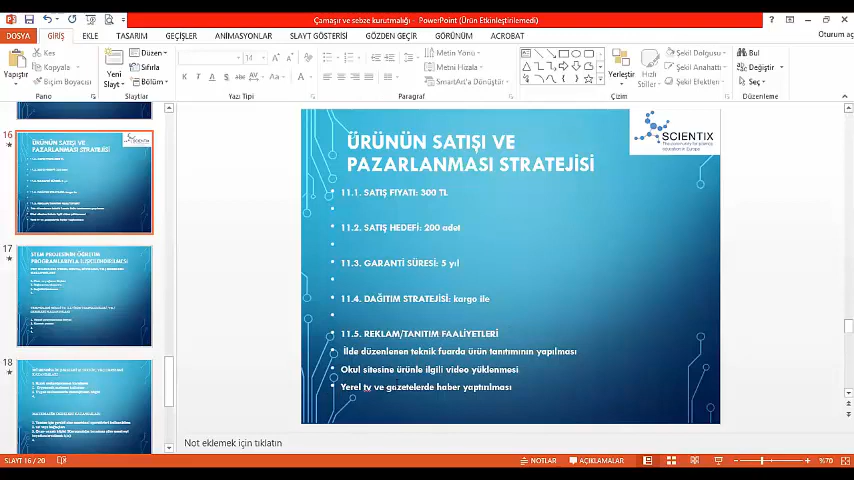 Çamaşır ve sebze kurutmalığı - PowerPoint (Ürün Etkinleştirilemedi)
DOSYA GİRİŞ EKLE TASARIM GEÇİŞLER ANİMASYONLAR SLAYT GÖSTERİSİ GÖZDEN GEÇİR GÖRÜNÜM ACROBAT Oturum aç
Yapıştır
Kes
Kopyala
Biçim Boyacısı
Pano
Yeni
Slayt
Düzen
Sıfırla
Bölüm
Slaytlar
14
Yazı Tipi
Metin Yönü
Metni Hizala
SmartArt'a Dönüştür
Paragraf
Yerleştir
Hızlı
Stiller
Şekil Dolgusu
Şekil Anahattı
Şekil Efektleri
Çizim
Bul
Değiştir
Seç
Düzenleme
16
ÜRÜNÜN SATIŞI VE
PAZARLANMASI STRATEJİSİ
17
STEM PROJESİNİN ÖĞRETİM
18
ÜRÜNÜN SATIŞI VE
PAZARLANMASI STRATEJİSİ
SCIENTIX
The community for science
education in Europe
11.1. SATIŞ FİYATI: 300 TL
11.2. SATIŞ HEDEFİ: 200 adet
11.3. GARANTİ SÜRESİ: 5 yıl
11.4. DAĞITIM STRATEJİSİ: kargo ile
11.5. REKLAM/TANITIM FAALİYETLERİ
İlde düzenlenen teknik fuarda ürün tanıtımının yapılması
Okul sitesine ürünle ilgili video yüklenmesi
Yerel tv ve gazetelerde haber yaptırılması
Not eklemek için tıklatın
SLAYT 16 / 20 NOTLAR AÇIKLAMALAR %70